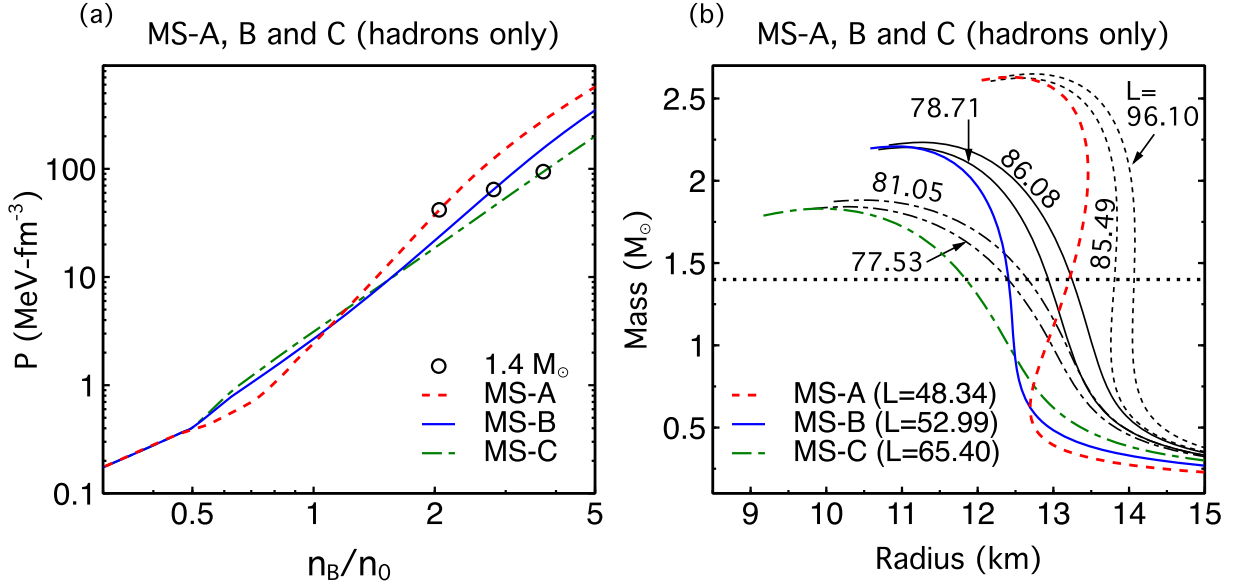 (a)
MS-A, B and C (hadrons only)
P (MeV-fm⁻³)
100
10
1
0.1
0.5
1
2
5
n_B/n_0
1.4 M_⊙
MS-A
MS-B
MS-C
(b)
MS-A, B and C (hadrons only)
Mass (M_⊙)
2.5
2
1.5
1
0.5
9
10
11
12
13
14
15
Radius (km)
78.71
L=
96.10
86.08
81.05
85.49
77.53
MS-A (L=48.34)
MS-B (L=52.99)
MS-C (L=65.40)